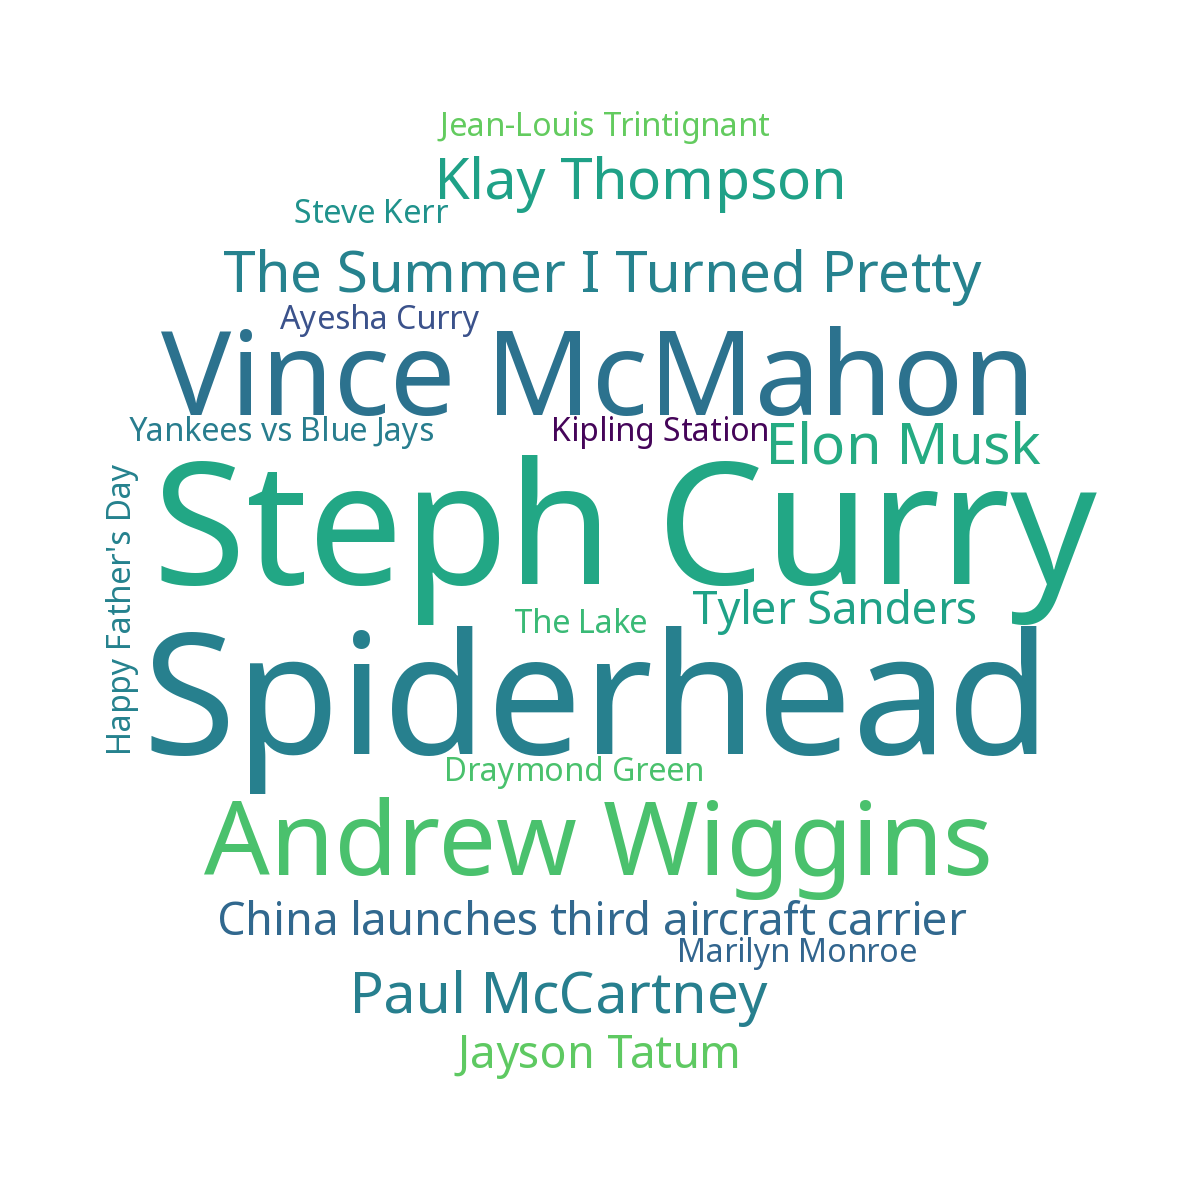 Jean-Louis Trintignant
Klay Thompson
Steve Kerr
The Summer I Turned Pretty
Ayesha Curry
Vince McMahon
Yankees vs Blue Jays
Kipling Station
Elon Musk
Happy Father's Day
Steph Curry
The Lake
Tyler Sanders
Spiderhead
Draymond Green
Andrew Wiggins
China launches third aircraft carrier
Marilyn Monroe
Paul McCartney
Jayson Tatum